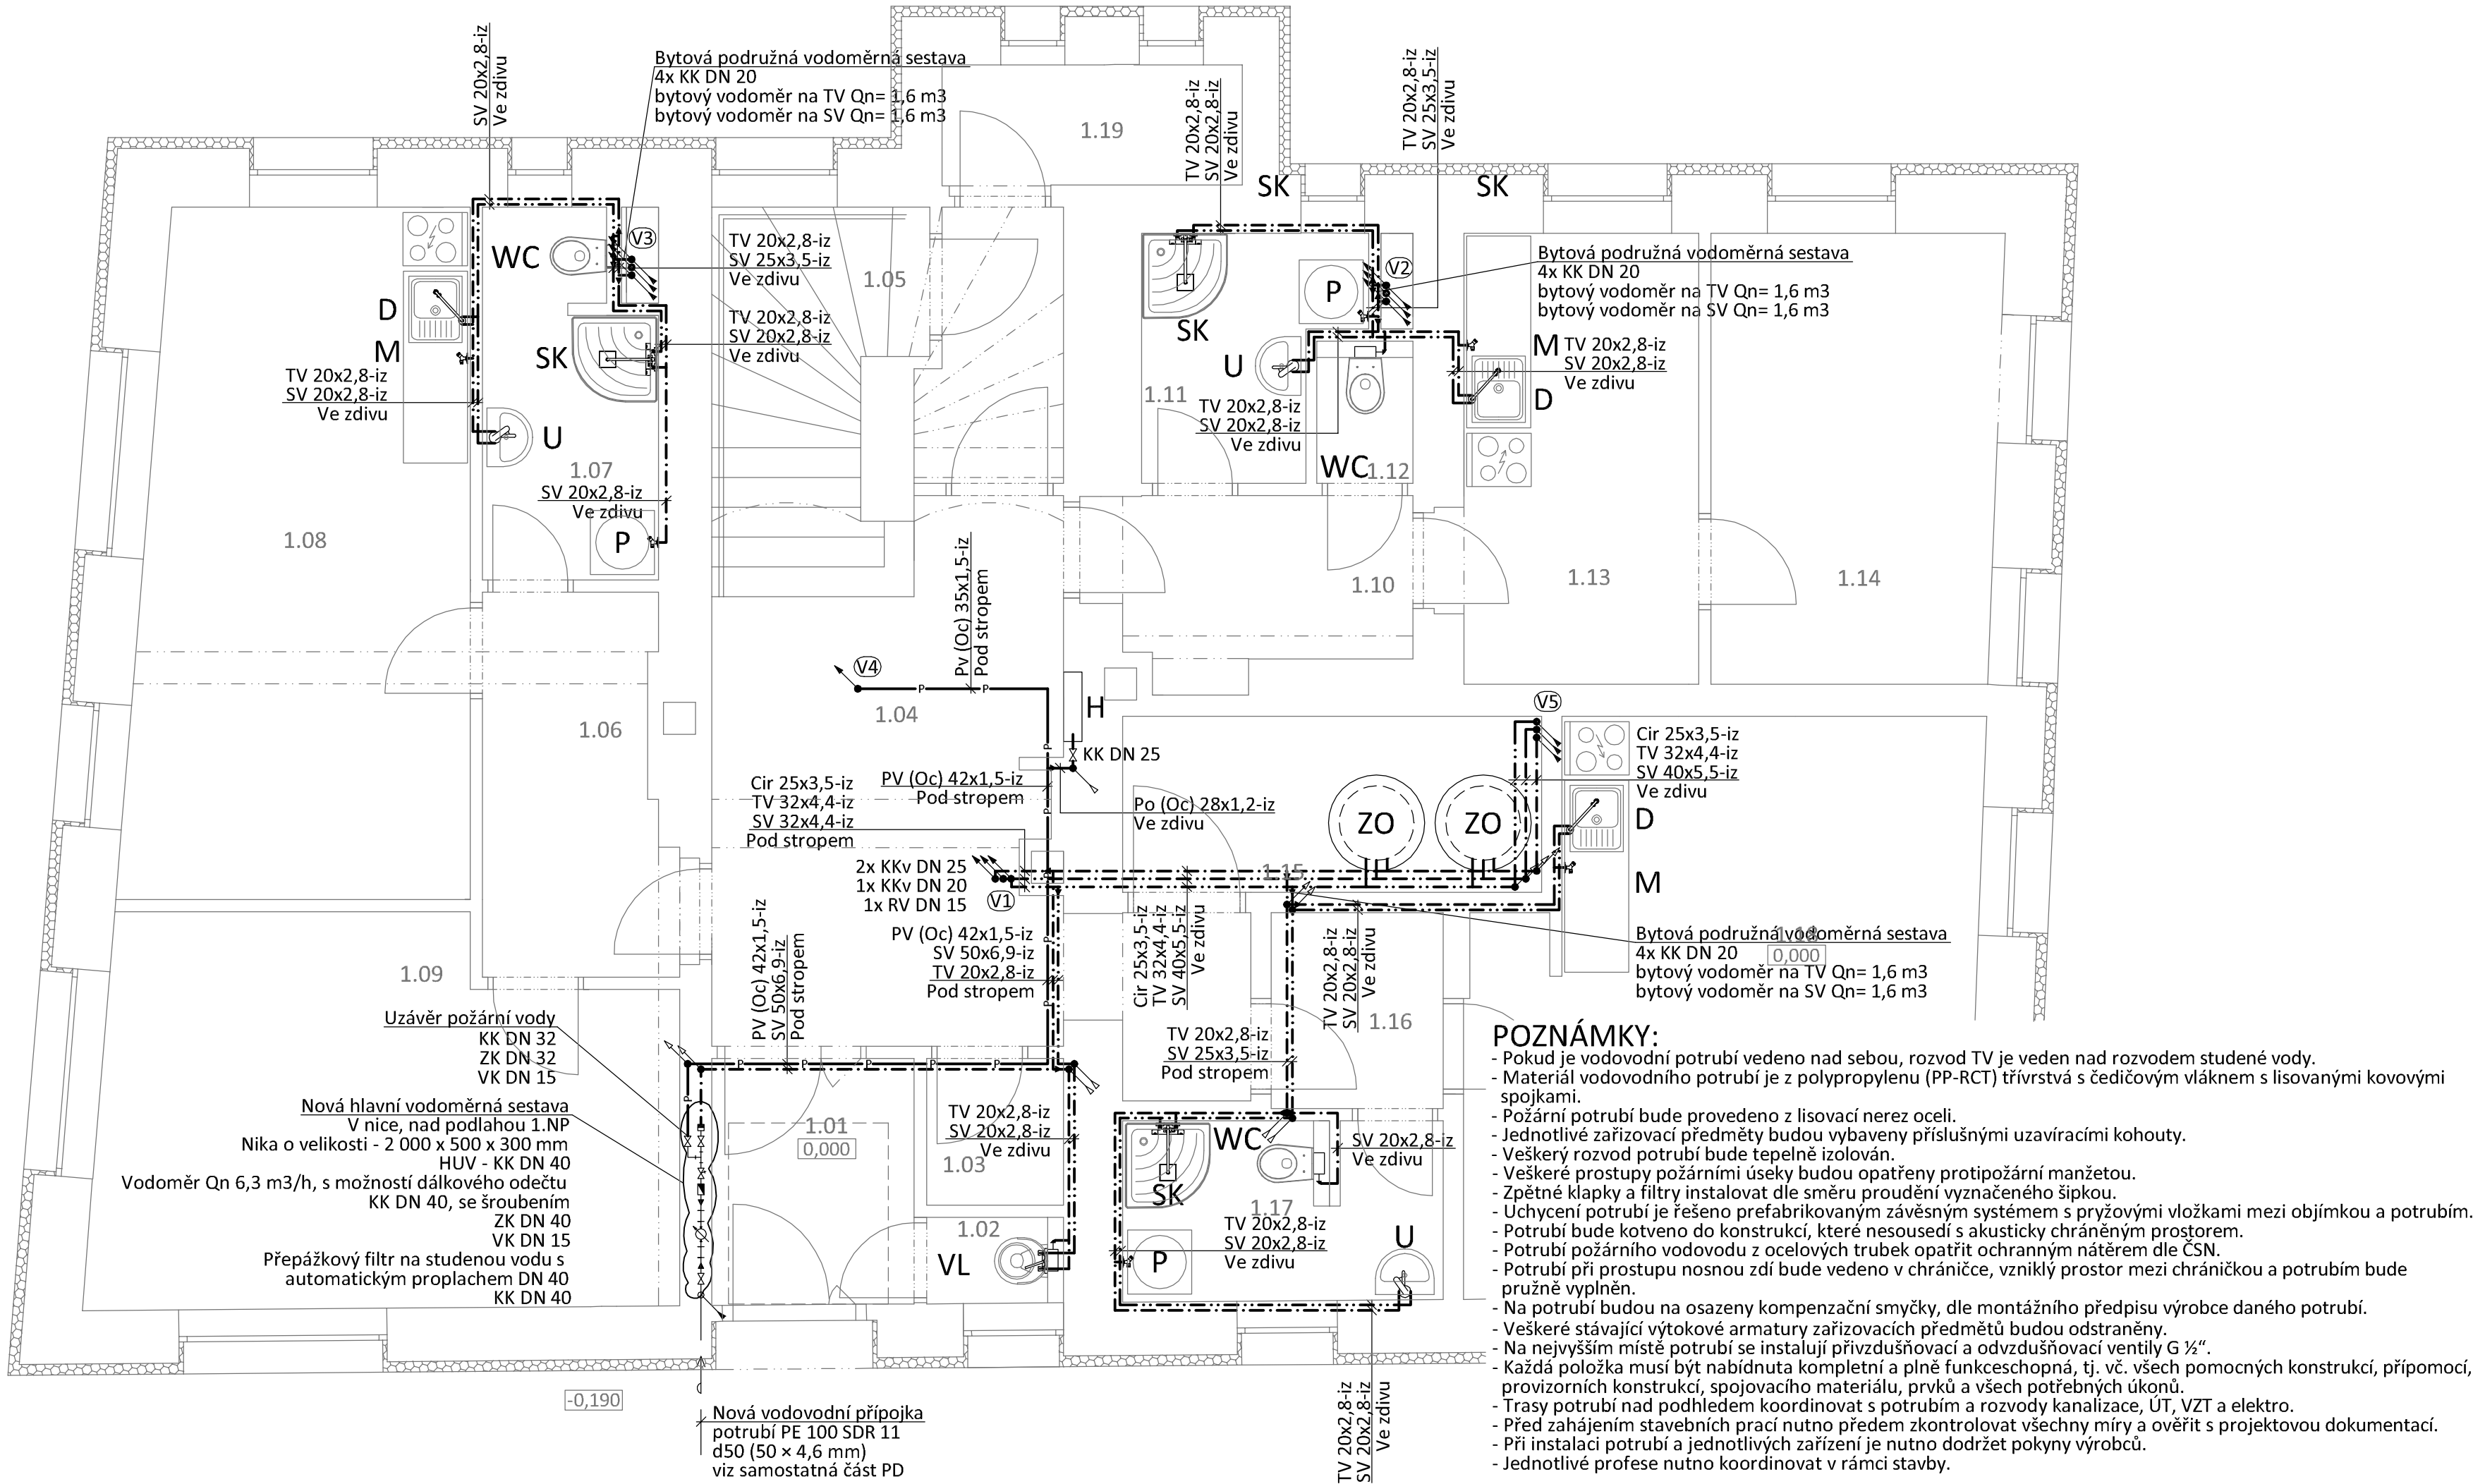 SV 20x2,8-iz
Ve zdivu
Bytová podružná vodoměrná sestava
4x KK DN 20
bytový vodoměr na TV Qn= 1,6 m3
bytový vodoměr na SV Qn= 1,6 m3
TV 20x2,8-iz
SV 20x2,8-iz
Ve zdivu
TV 20x2,8-iz
SV 25x3,5-iz
Ve zdivu
1.19
SK
SK
WC
V3
TV 20x2,8-iz
SV 25x3,5-iz
Ve zdivu
1.05
TV 20x2,8-iz
SV 20x2,8-iz
Ve zdivu
D
M
SK
TV 20x2,8-iz
SV 20x2,8-iz
Ve zdivu
U
1.07
SV 20x2,8-iz
Ve zdivu
P
1.08
P
V2
SK
U
1.11
TV 20x2,8-iz
SV 20x2,8-iz
Ve zdivu
WC
1.12
Bytová podružná vodoměrná sestava
4x KK DN 20
bytový vodoměr na TV Qn= 1,6 m3
bytový vodoměr na SV Qn= 1,6 m3
M
TV 20x2,8-iz
SV 20x2,8-iz
Ve zdivu
D
1.10
1.13
1.14
Pv (Oc) 35x1,5-iz
Pod stropem
V4
P
P
1.04
H
P
KK DN 25
1.06
PV (Oc) 42x1,5-iz
Pod stropem
Cir 25x3,5-iz
TV 32x4,4-iz
SV 32x4,4-iz
Pod stropem
P
Po (Oc) 28x1,2-iz
Ve zdivu
ZO
ZO
V5
Cir 25x3,5-iz
TV 32x4,4-iz
SV 40x5,5-iz
Ve zdivu
D
M
2x KKv DN 25
1x KKv DN 20
1x RV DN 15
V1
1.15
PV (Oc) 42x1,5-iz
SV 50x6,9-iz
TV 20x2,8-iz
Pod stropem
P
P
PV (Oc) 42x1,5-iz
SV 50x6,9-iz
Pod stropem
Cir 25x3,5-iz
TV 32x4,4-iz
SV 40x5,5-iz
Ve zdivu
TV 20x2,8-iz
SV 20x2,8-iz
Ve zdivu
Bytová podružná vodoměrná sestava
4x KK DN 20
bytový vodoměr na TV Qn= 1,6 m3
bytový vodoměr na SV Qn= 1,6 m3
0,000
1.09
1.16
TV 20x2,8-iz
SV 25x3,5-iz
Pod stropem
Uzávěr požární vody
KK DN 32
ZK DN 32
VK DN 15
P
P
P
P
P
Nová hlavní vodoměrná sestava
V nice, nad podlahou 1.NP
Nika o velikosti - 2 000 x 500 x 300 mm
HUV - KK DN 40
Vodoměr Qn 6,3 m3/h, s možností dálkového odečtu
KK DN 40, se šroubením
ZK DN 40
VK DN 15
Přepážkový filtr na studenou vodu s
automatickým proplachem DN 40
KK DN 40
1.01
0,000
TV 20x2,8-iz
SV 20x2,8-iz
Ve zdivu
1.03
1.02
VL
WC
SK
1.17
SV 20x2,8-iz
Ve zdivu
TV 20x2,8-iz
SV 20x2,8-iz
Ve zdivu
P
U
TV 20x2,8-iz
SV 20x2,8-iz
Ve zdivu
-0,190
Nová vodovodní přípojka
potrubí PE 100 SDR 11
d50 (50 × 4,6 mm)
viz samostatná část PD
POZNÁMKY:
- Pokud je vodovodní potrubí vedeno nad sebou, rozvod TV je veden nad rozvodem studené vody.
- Materiál vodovodního potrubí je z polypropylenu (PP-RCT) třívrstvá s čedičovým vláknem s lisovanými kovovými
spojkami.
- Požární potrubí bude provedeno z lisovací nerez oceli.
- Jednotlivé zařizovací předměty budou vybaveny příslušnými uzavíracími kohouty.
- Veškerý rozvod potrubí bude tepelně izolován.
- Veškeré prostupy požárními úseky budou opatřeny protipožární manžetou.
- Zpětné klapky a filtry instalovat dle směru proudění vyznačeného šipkou.
- Uchycení potrubí je řešeno prefabrikovaným závěsným systémem s pryžovými vložkami mezi objímkou a potrubím.
- Potrubí bude kotveno do konstrukcí, které nesousedí s akusticky chráněným prostorem.
- Potrubí požárního vodovodu z ocelových trubek opatřit ochranným nátěrem dle ČSN.
- Potrubí při prostupu nosnou zdí bude vedeno v chráničce, vzniklý prostor mezi chráničkou a potrubím bude
pružně vyplněn.
- Na potrubí budou na osazeny kompenzační smyčky, dle montážního předpisu výrobce daného potrubí.
- Veškeré stávající výtokové armatury zařizovacích předmětů budou odstraněny.
- Na nejvyšším místě potrubí se instalují přivzdušňovací a odvzdušňovací ventily G ½“.
- Každá položka musí být nabídnuta kompletní a plně funkceschopná, tj. vč. všech pomocných konstrukcí, přípomocí,
provizorních konstrukcí, spojovacího materiálu, prvků a všech potřebných úkonů.
- Trasy potrubí nad podhledem koordinovat s potrubím a rozvody kanalizace, ÚT, VZT a elektro.
- Před zahájením stavebních prací nutno předem zkontrolovat všechny míry a ověřit s projektovou dokumentací.
- Při instalaci potrubí a jednotlivých zařízení je nutno dodržet pokyny výrobců.
- Jednotlivé profese nutno koordinovat v rámci stavby.